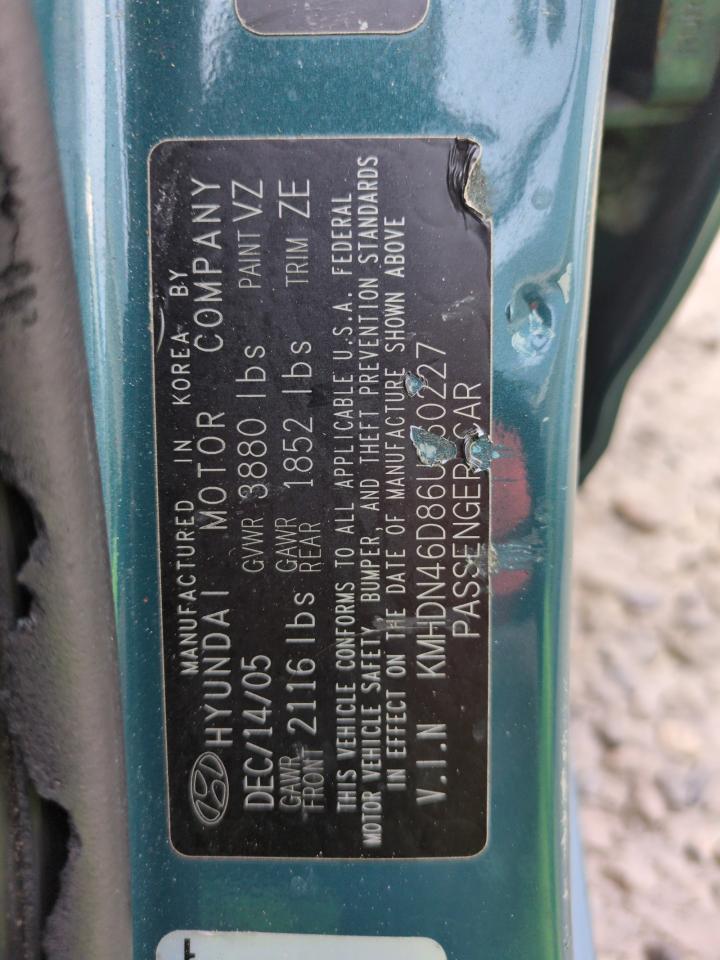 MANUFACTURED IN KOREA BY
HYUNDAI MOTOR COMPANY
DEC/14/05 GVWR 3880 lbs PAINT VZ
GAWR FRONT 2116 lbs GAWR REAR 1852 lbs TRIM ZE
THIS VEHICLE CONFORMS TO ALL APPLICABLE U.S.A. FEDERAL
MOTOR VEHICLE SAFETY, BUMPER, AND THEFT PREVENTION STANDARDS
IN EFFECT ON THE DATE OF MANUFACTURE SHOWN ABOVE
V.I.N
PASSENGER CAR